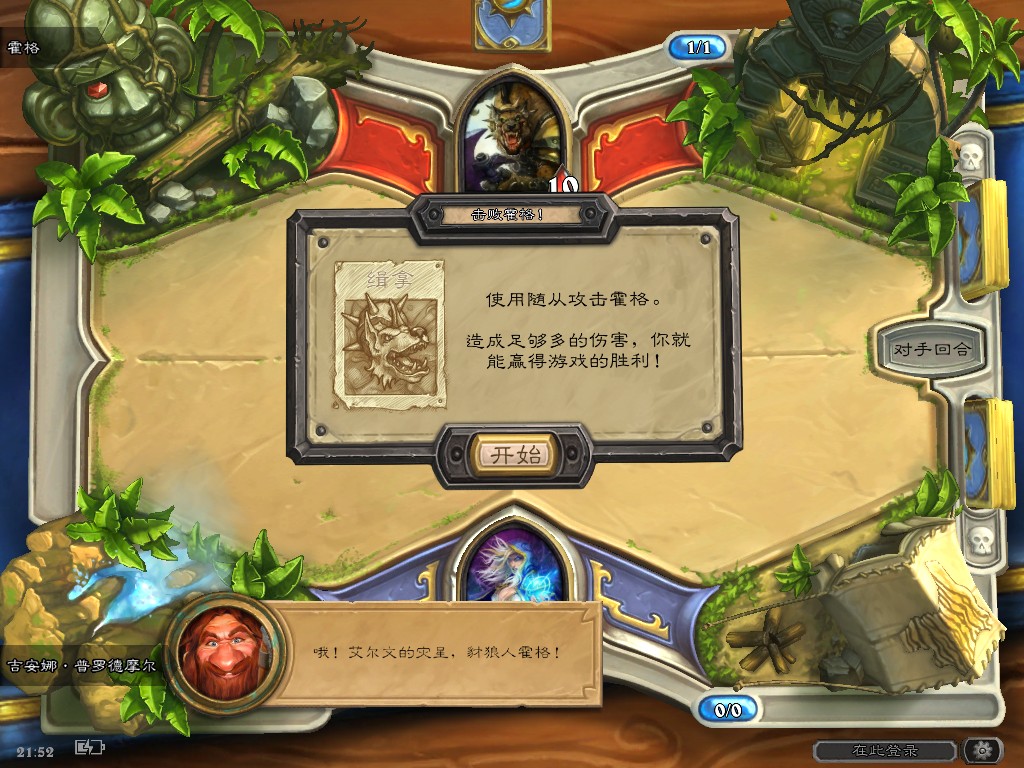 霍格
1/1
10
击败霍格!
缉拿
使用随从攻击霍格。
造成足够多的伤害,你就
能赢得游戏的胜利!
对手回合
开始
哦!艾尔文的灾星,豺狼人霍格!
吉安娜·普罗德摩尔
0/0
21:52
在此登录